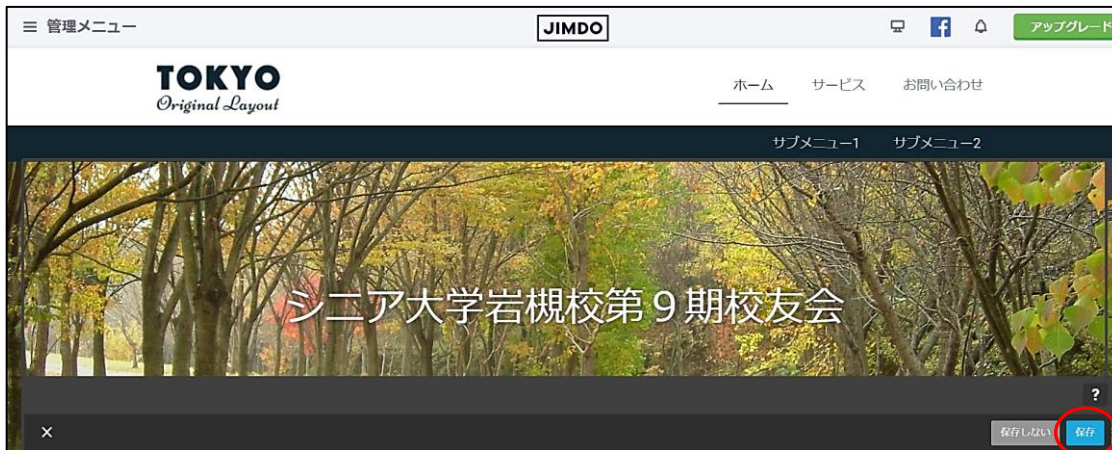 管理メニュー
JIMDO
アップグレード
TOKYO
Original Layout
ホーム サービス お問い合わせ
サブメニュー1 サブメニュー2
シニア大学岩槻校第９期校友会
?
× 保存しない 保存